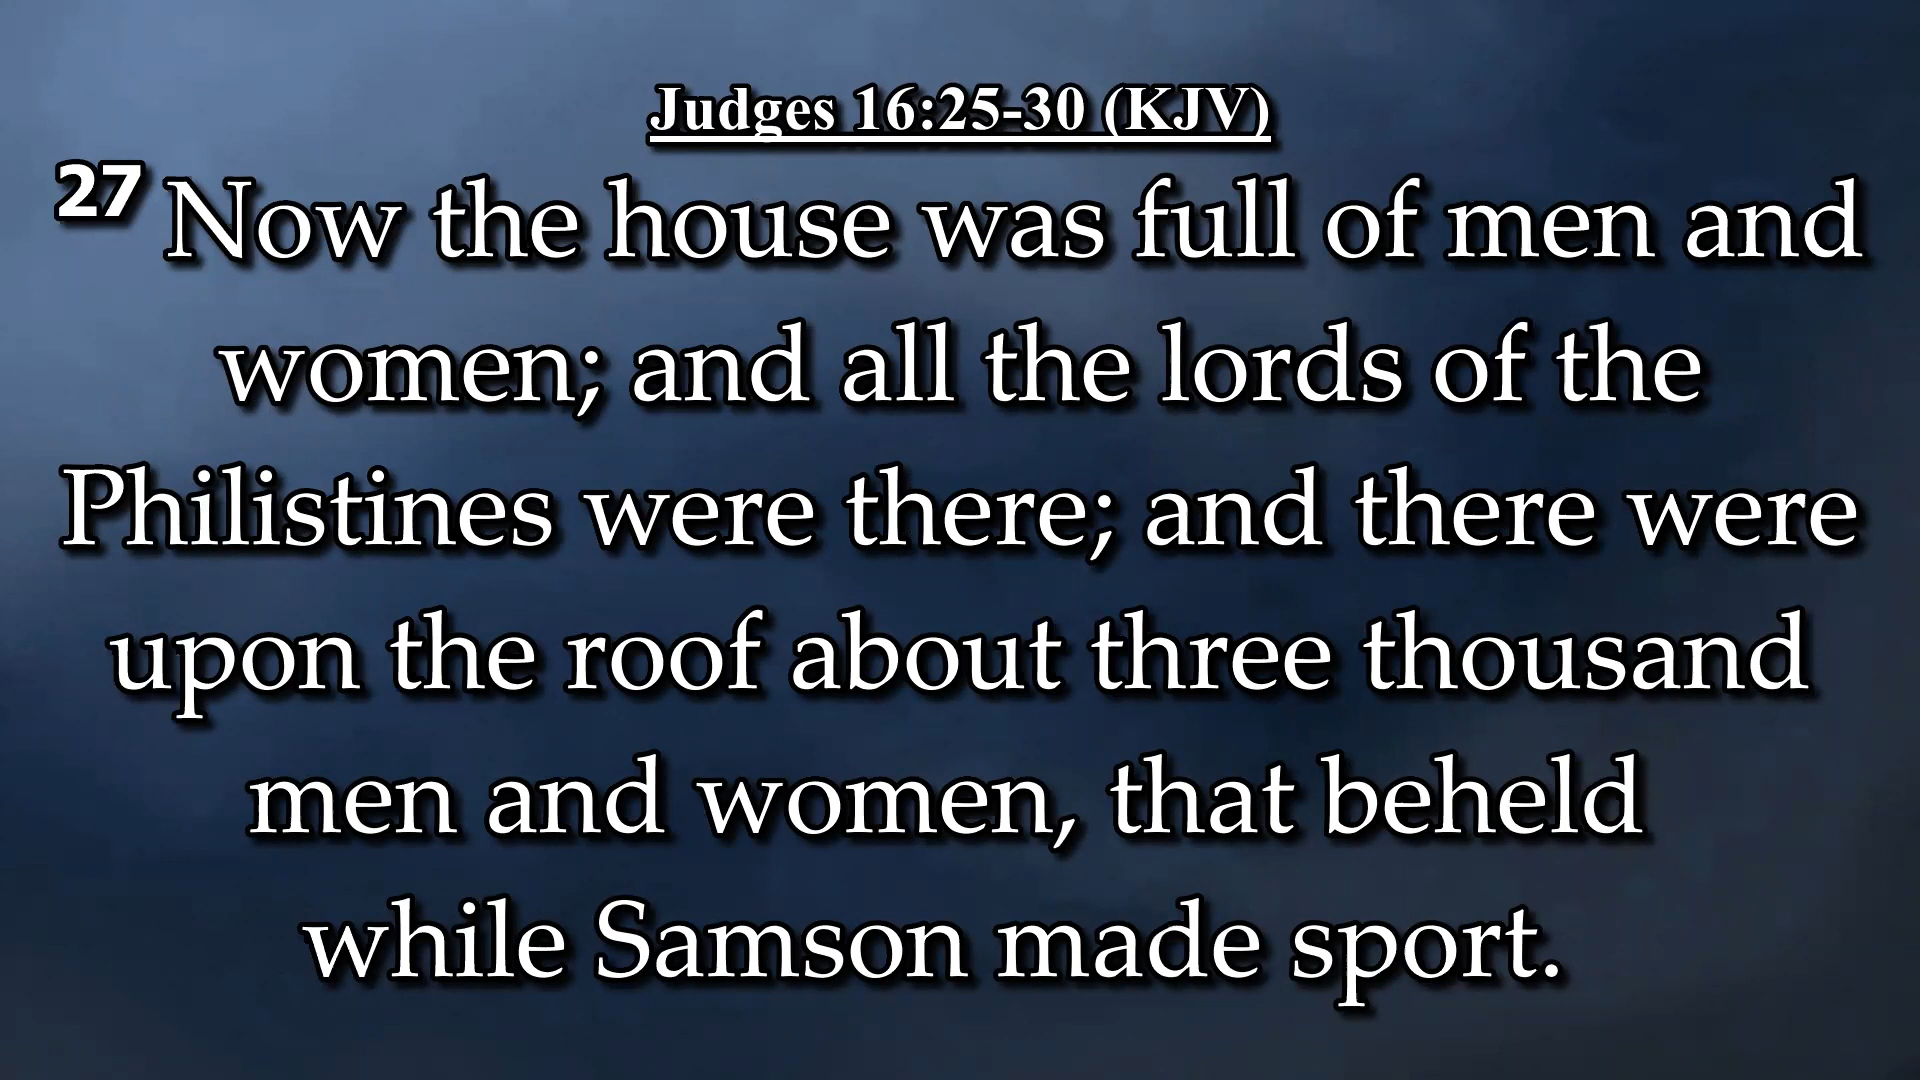 Judges 16:25-30 (KJV)
27 Now the house was full of men and
women; and all the lords of the
Philistines were there; and there were
upon the roof about three thousand
men and women, that beheld
while Samson made sport.